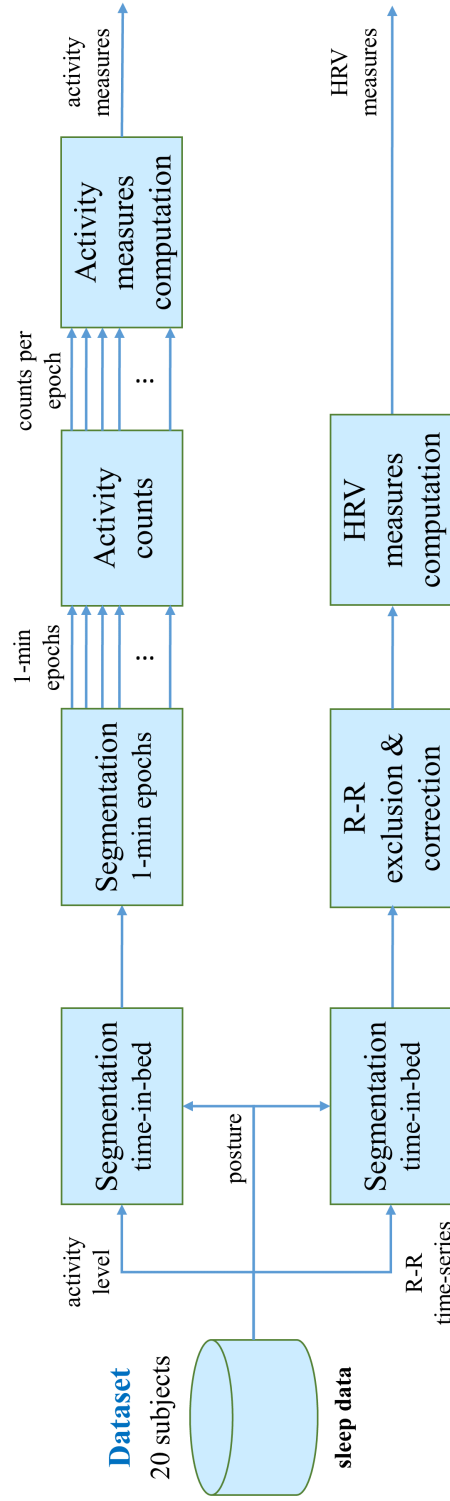 Dataset
20 subjects
sleep data
activity
level
R-R
time-series
posture
Segmentation
time-in-bed
Segmentation
time-in-bed
Segmentation
1-min epochs
1-min
epochs
...
Activity
counts
counts per
epoch
...
Activity
measures
computation
activity
measures
R-R
exclusion &
correction
HRV
measures
computation
HRV
measures